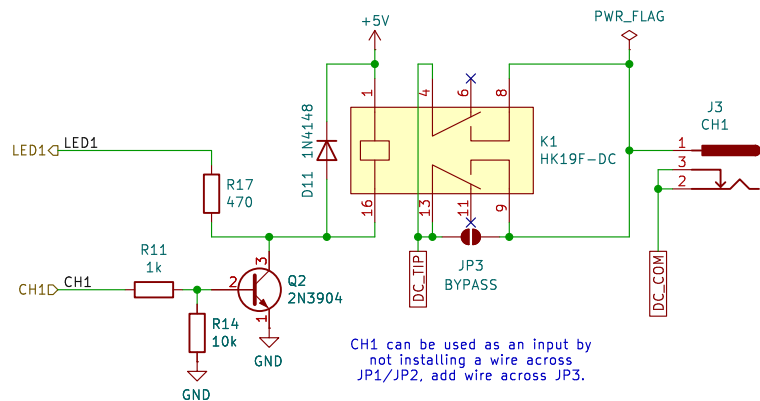 PWR_FLAG
+5V
1
4
6
8
J3
CH1
D11 1N4148
K1
HK19F-DC
1
3
2
LED1
LED1
R17
470
16
13
11
9
JP3
BYPASS
DC_TIP
DC_COM
R11
1k
CH1
CH1
2
3
1
Q2
2N3904
R14
10k
GND
GND
CH1 can be used as an input by
not installing a wire across
JP1/JP2, add wire across JP3.